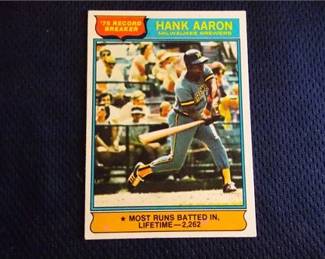 '75 RECORD
BREAKER
HANK AARON
MILWAUKEE BREWERS
★ MOST RUNS BATTED IN,
LIFETIME—2,262